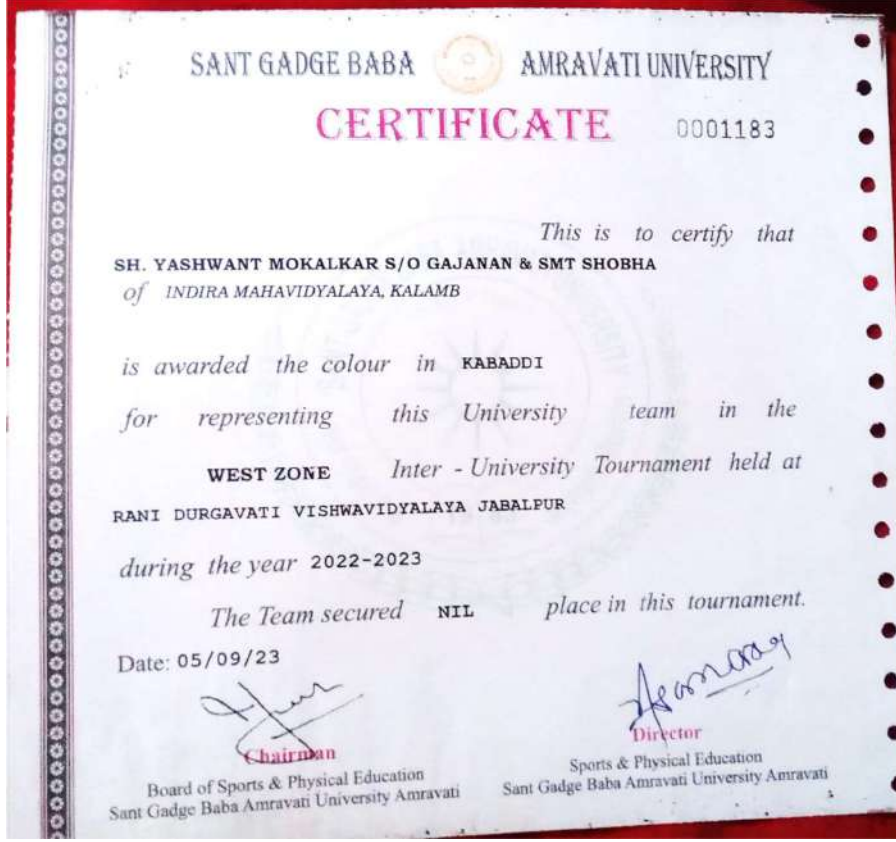 SANT GADGE BABA AMRAVATI UNIVERSITY
CERTIFICATE 0001183
This is to certify that
SH. YASHWANT MOKALKAR S/O GAJANAN & SMT SHOBHA
of INDIRA MAHAVIDYALAYA, KALAMB
is awarded the colour in KABADDI
for representing this University team in the
WEST ZONE Inter - University Tournament held at
RANI DURGAVATI VISHWAVIDYALAYA JABALPUR
during the year 2022-2023
The Team secured NIL place in this tournament.
Date: 05/09/23
Chairman Director
Board of Sports & Physical Education Sports & Physical Education
Sant Gadge Baba Amravati University Amravati Sant Gadge Baba Amravati University Amravati